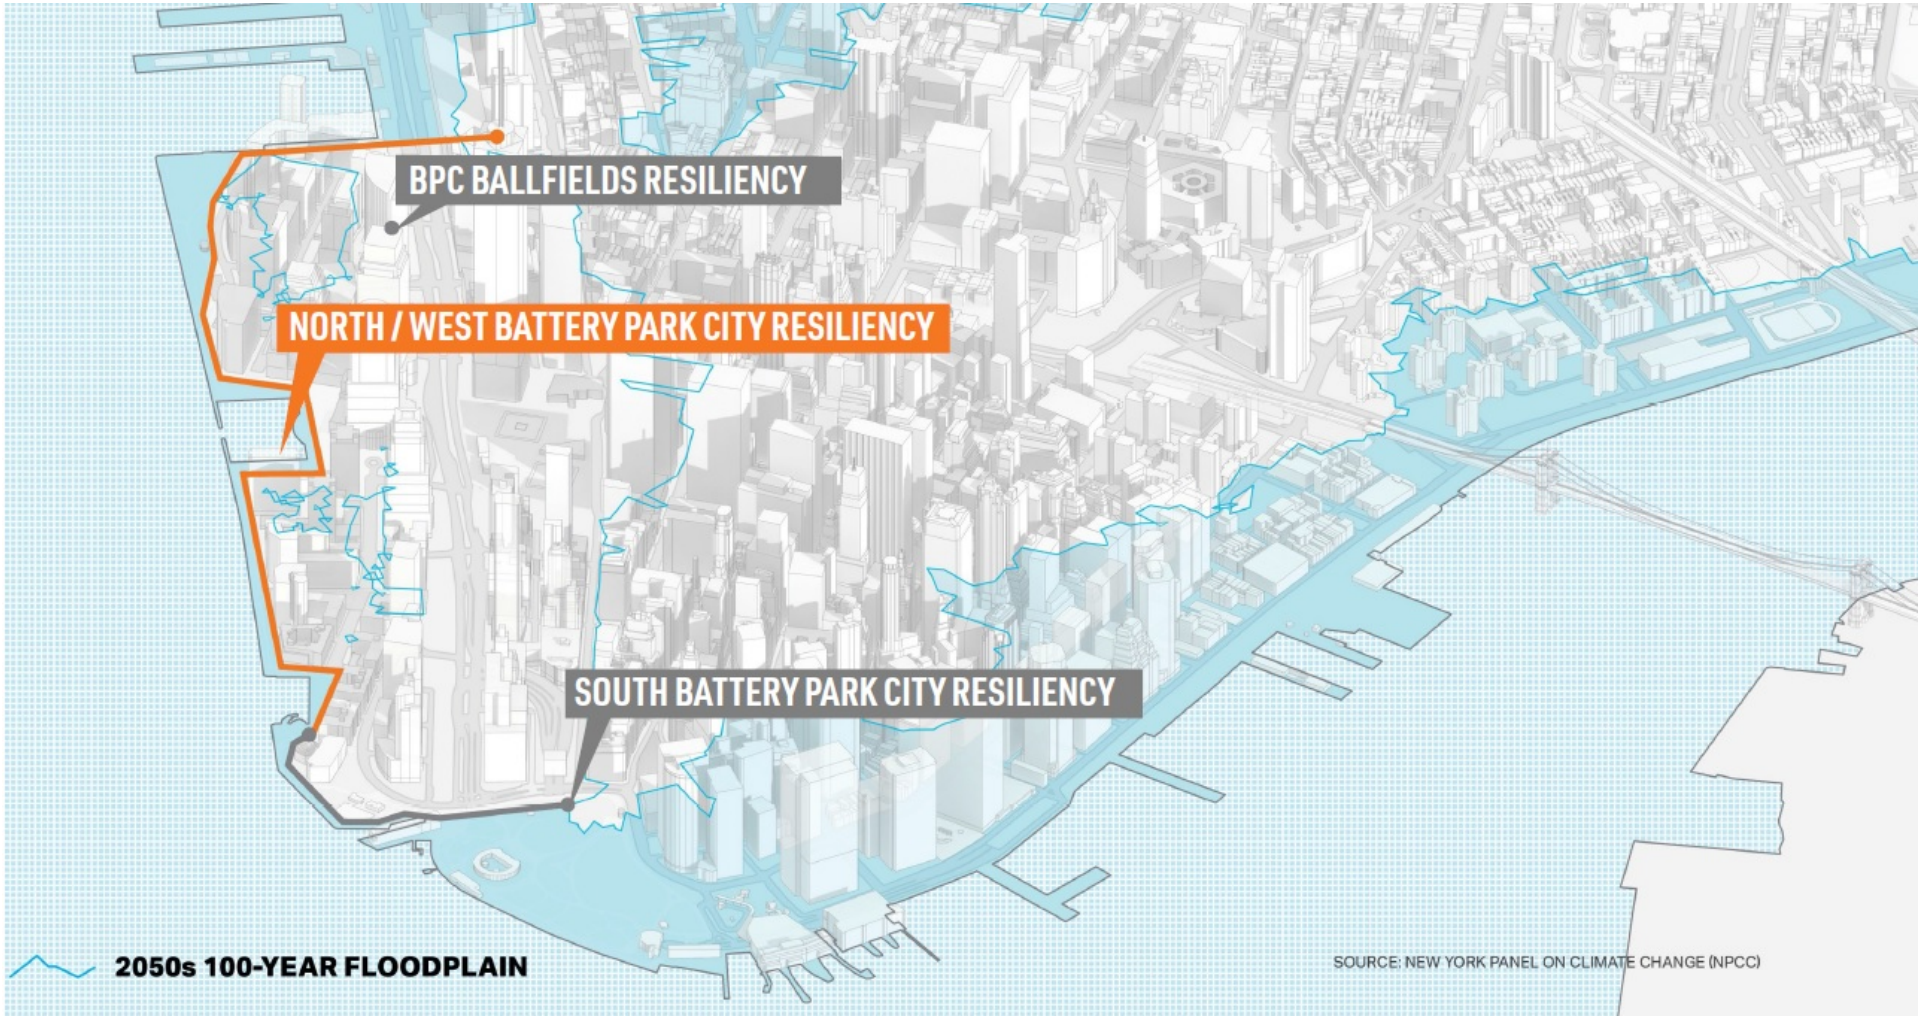 BPC BALLFIELDS RESILIENCY
NORTH / WEST BATTERY PARK CITY RESILIENCY
SOUTH BATTERY PARK CITY RESILIENCY
2050s 100-YEAR FLOODPLAIN
SOURCE: NEW YORK PANEL ON CLIMATE CHANGE (NPCC)